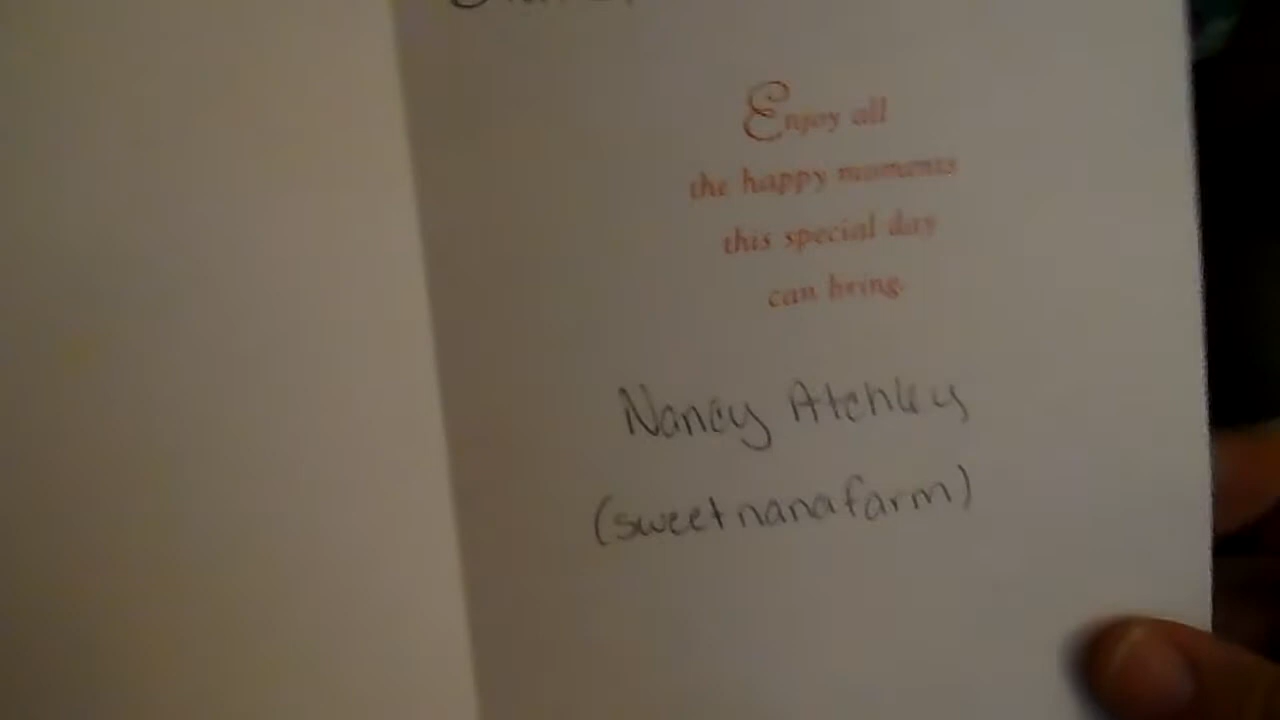 Enjoy all
the happy moments
this special day
can bring.
Nancy Atchley
(sweetnanafarm)